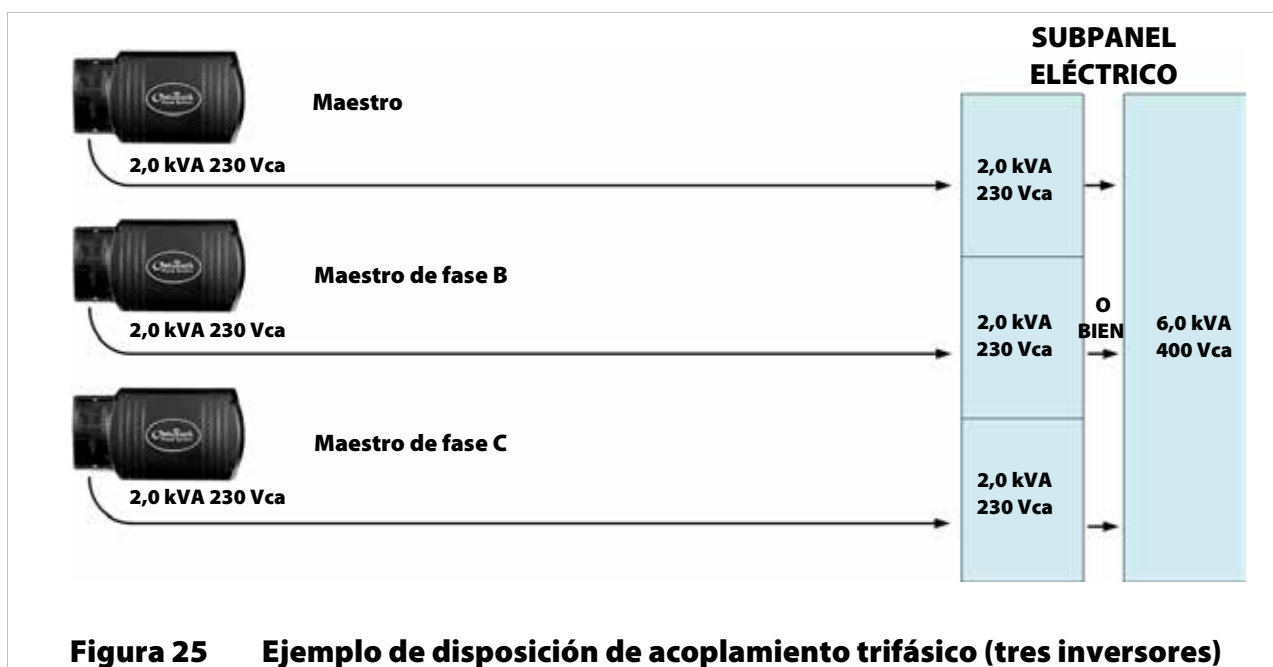 SUBPANEL
ELÉCTRICO
Maestro
2,0 kVA 230 Vca
2,0 kVA
230 Vca
Maestro de fase B
2,0 kVA 230 Vca
2,0 kVA
230 Vca
O
BIEN
6,0 kVA
400 Vca
Maestro de fase C
2,0 kVA 230 Vca
2,0 kVA
230 Vca
Figura 25 Ejemplo de disposición de acoplamiento trifásico (tres inversores)